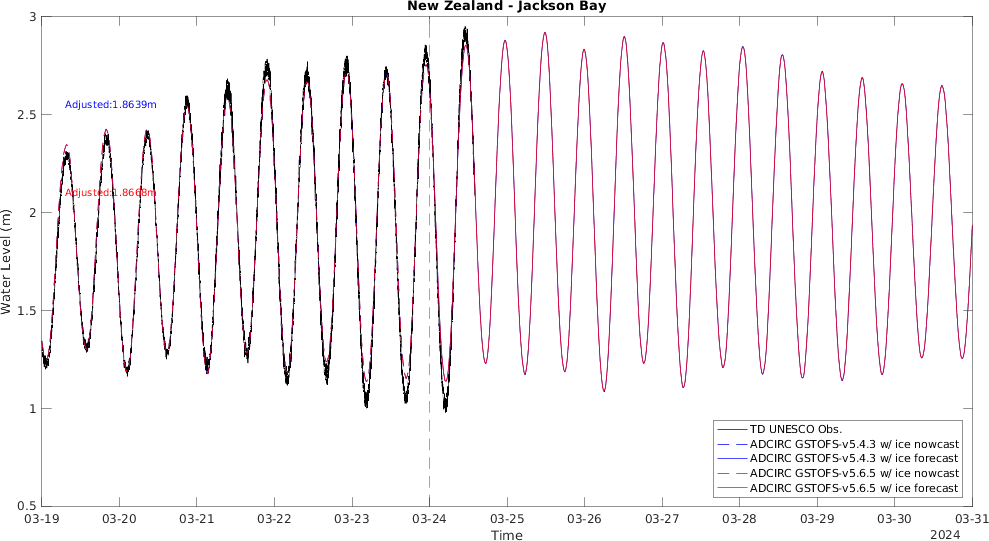 New Zealand - Jackson Bay
Water Level (m)
3
2.5
2
1.5
1
0.5
Adjusted:1.8639m
Adjusted:1.8668m
TD UNESCO Obs.
ADCIRC GSTOFS-v5.4.3 w/ ice nowcast
ADCIRC GSTOFS-v5.4.3 w/ ice forecast
ADCIRC GSTOFS-v5.6.5 w/ ice nowcast
ADCIRC GSTOFS-v5.6.5 w/ ice forecast
03-19 03-20 03-21 03-22 03-23 03-24 03-25 03-26 03-27 03-28 03-29 03-30 03-31
Time
2024